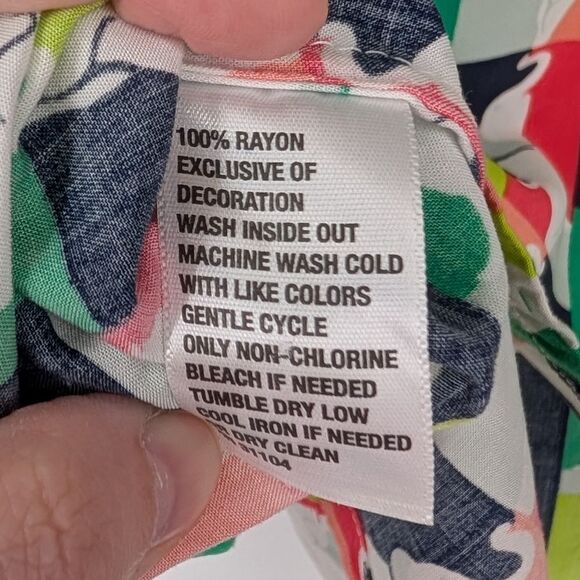 100% RAYON
EXCLUSIVE OF
DECORATION
WASH INSIDE OUT
MACHINE WASH COLD
WITH LIKE COLORS
GENTLE CYCLE
ONLY NON-CHLORINE
BLEACH IF NEEDED
TUMBLE DRY LOW
COOL IRON IF NEEDED
DRY CLEAN